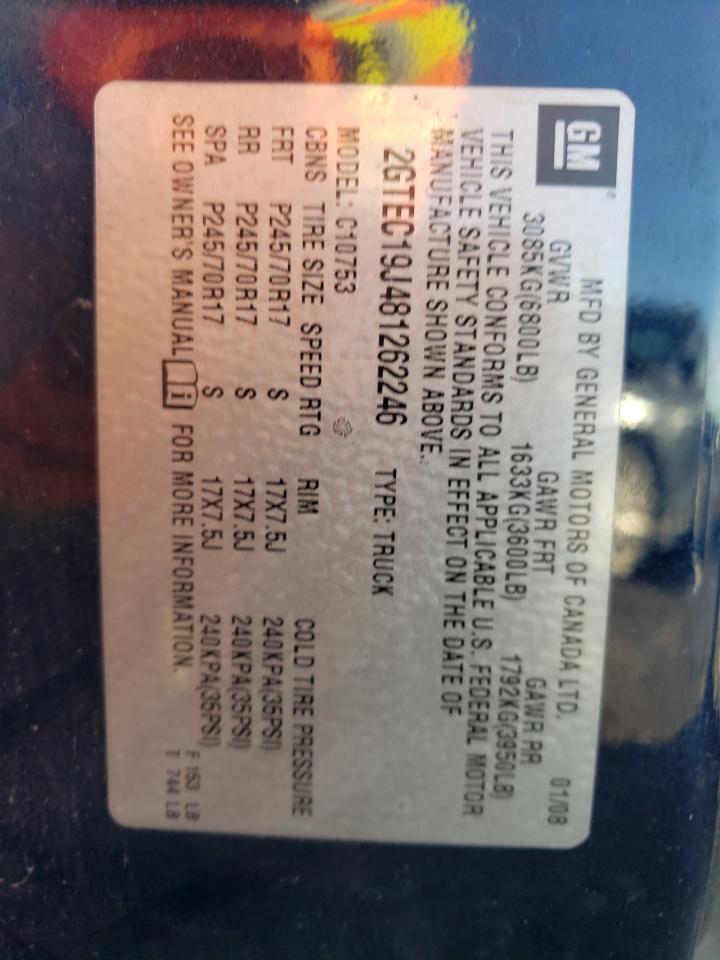 GM®
MFD BY GENERAL MOTORS OF CANADA LTD. 01/08
GVWR GAWR FRT GAWR RR
3085KG(6800LB) 1633KG(3600LB) 1792KG(3950LB)
THIS VEHICLE CONFORMS TO ALL APPLICABLE U.S. FEDERAL MOTOR
VEHICLE SAFETY STANDARDS IN EFFECT ON THE DATE OF
MANUFACTURE SHOWN ABOVE.
2GTEC19J481262246 TYPE: TRUCK
MODEL: C10753
CBNS TIRE SIZE SPEED RTG RIM COLD TIRE PRESSURE
FRT P245/70R17 S 17X7.5J 240KPA(35PSI)
RR P245/70R17 S 17X7.5J 240KPA(35PSI)
SPA P245/70R17 S 17X7.5J 240KPA(35PSI)
SEE OWNER'S MANUAL i FOR MORE INFORMATION.
F 153 LB
T 744 LB